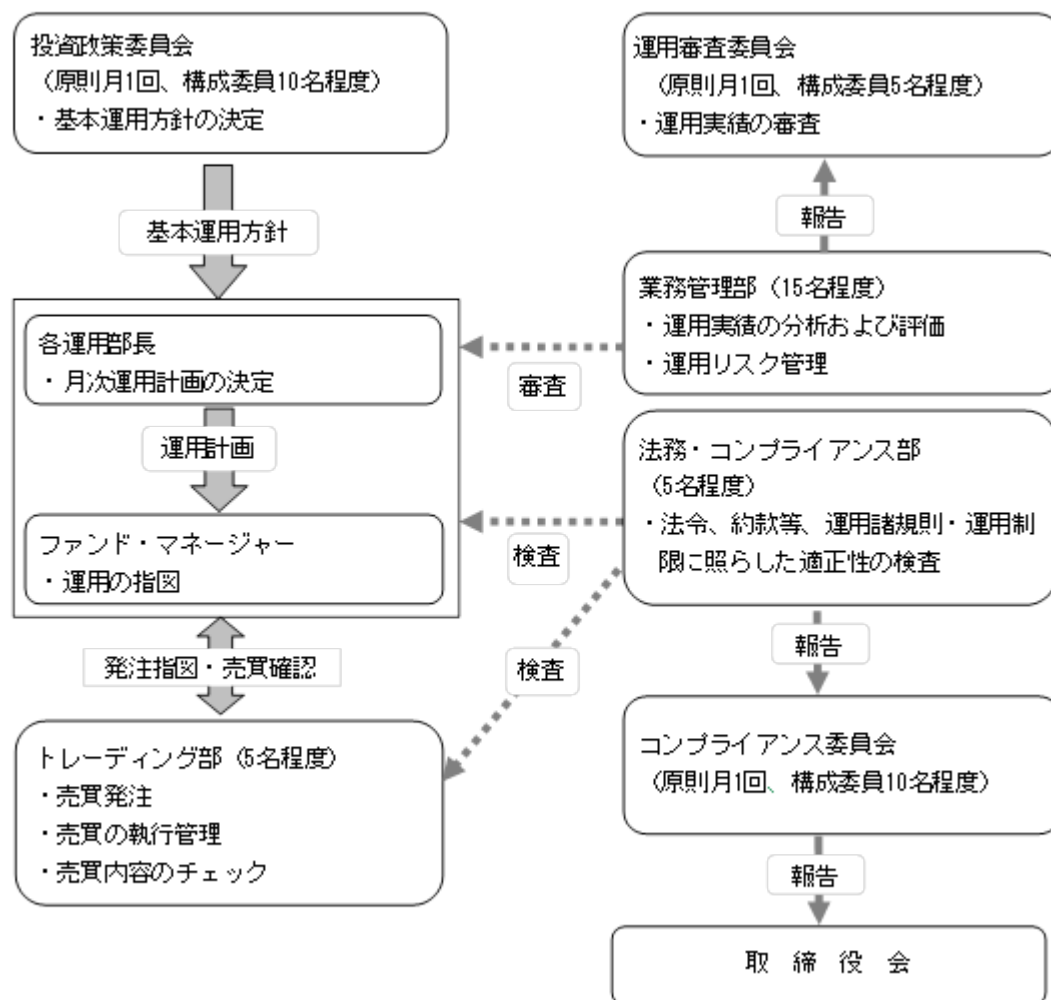 投資政策委員会
（原則月1回、構成委員10名程度）
・基本運用方針の決定
基本運用方針
各運用部長
・月次運用計画の決定
運用計画
ファンド・マネージャー
・運用の指図
発注指図・売買確認
トレーディング部（5名程度）
・売買発注
・売買の執行管理
・売買内容のチェック
運用審査委員会
（原則月1回、構成委員5名程度）
・運用実績の審査
報告
業務管理部（15名程度）
・運用実績の分析および評価
・運用リスク管理
審査
法務・コンプライアンス部
（5名程度）
・法令、約款等、運用諸規則・運用制
限に照らした適正性の検査
検査
検査
報告
コンプライアンス委員会
（原則月1回、構成委員10名程度）
報告
取 締 役 会